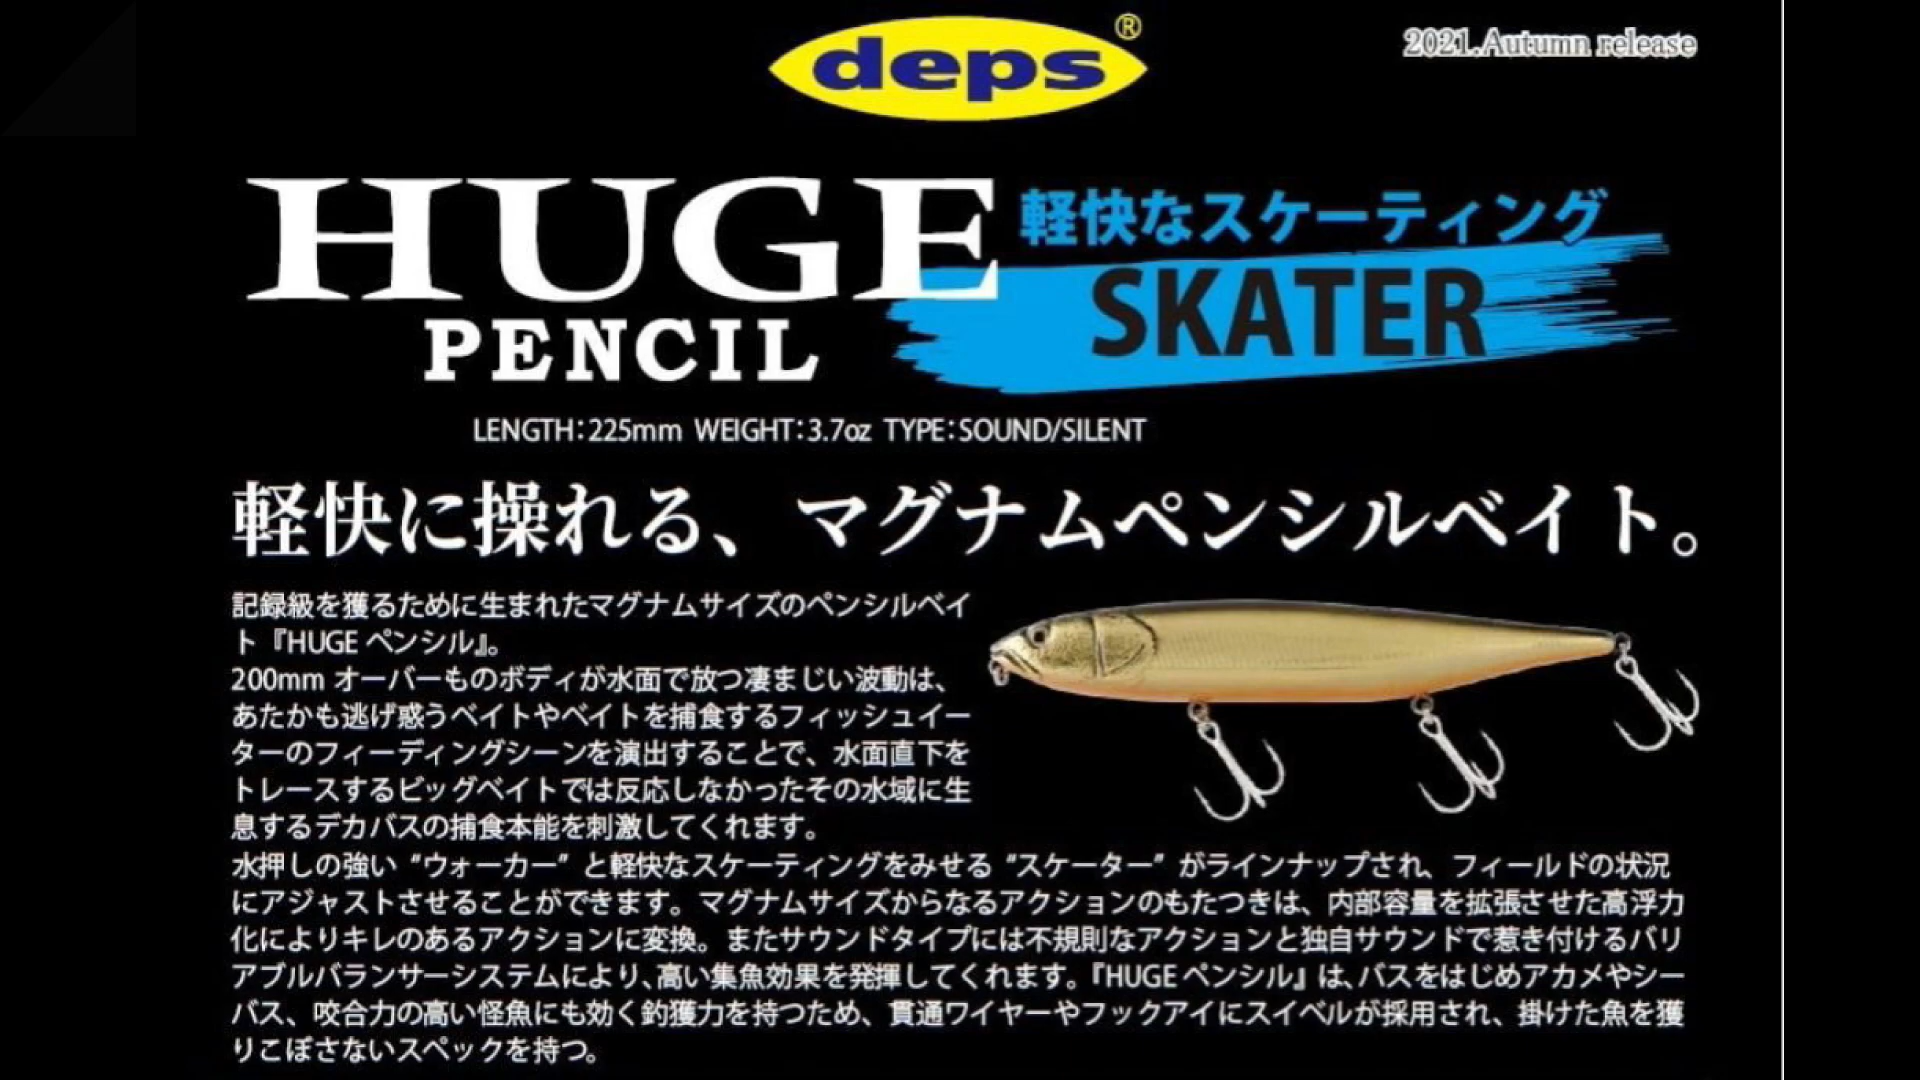 deps®
2021.Autumn release
HUGE
PENCIL
軽快なスケーティング
SKATER
LENGTH:225mm WEIGHT:3.7oz TYPE:SOUND/SILENT
軽快に操れる、マグナムペンシルベイト。
記録級を獲るために生まれたマグナムサイズのペンシルベイ
ト『HUGE ペンシル』。
200mm オーバーものボディが水面で放つ凄まじい波動は、
あたかも逃げ惑うベイトやベイトを捕食するフィッシュイー
ターのフィーディングシーンを演出することで、水面直下を
トレースするビッグベイトでは反応しなかったその水域に生
息するデカバスの捕食本能を刺激してくれます。
水押しの強い “ウォーカー” と軽快なスケーティングをみせる “スケーター” がラインナップされ、フィールドの状況
にアジャストさせることができます。マグナムサイズからなるアクションのもたつきは、内部容量を拡張させた高浮力
化によりキレのあるアクションに変換。またサウンドタイプには不規則なアクションと独自サウンドで惹き付けるバリ
アブルバランサーシステムにより、高い集魚効果を発揮してくれます。『HUGE ペンシル』は、バスをはじめアカメやシー
バス、咬合力の高い怪魚にも効く釣獲力を持つため、貫通ワイヤーやフックアイにスイベルが採用され、掛けた魚を獲
りこぼさないスペックを持つ。